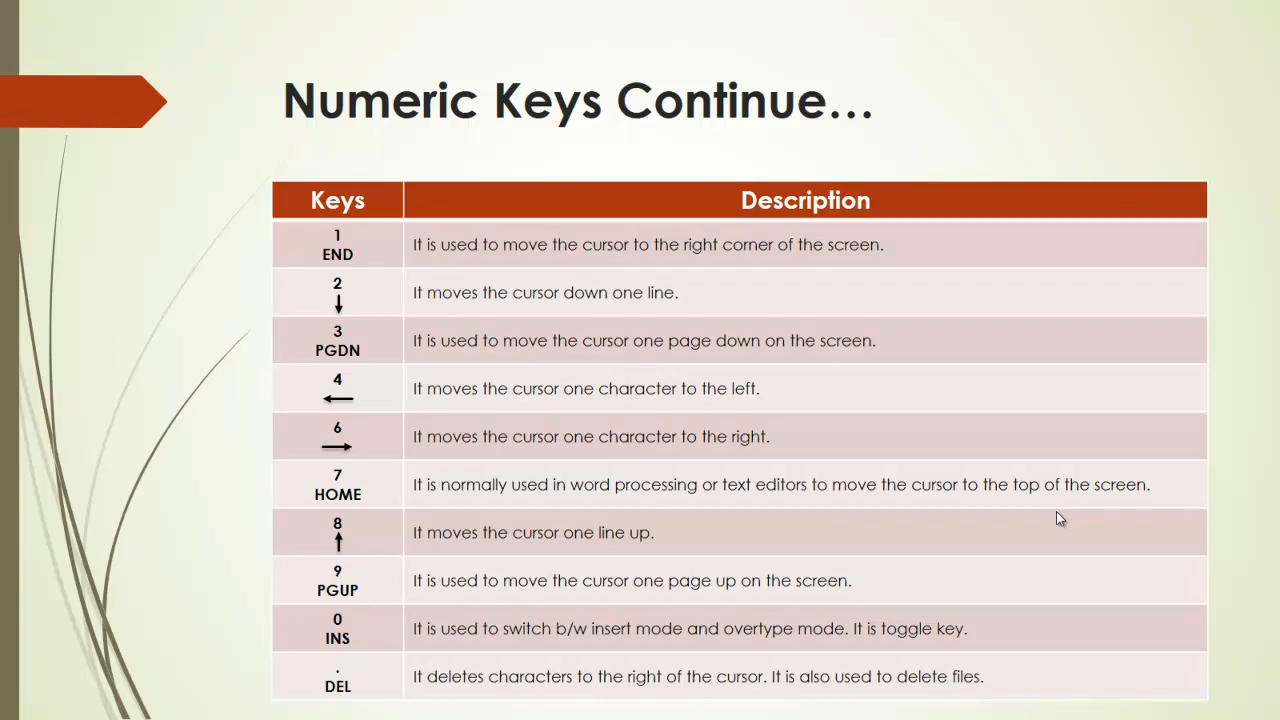 Numeric Keys Continue...
Keys Description
1
END
It is used to move the cursor to the right corner of the screen.
2
↓
It moves the cursor down one line.
3
PGDN
It is used to move the cursor one page down on the screen.
4
←
It moves the cursor one character to the left.
6
→
It moves the cursor one character to the right.
7
HOME
It is normally used in word processing or text editors to move the cursor to the top of the screen.
8
↑
It moves the cursor one line up.
9
PGUP
It is used to move the cursor one page up on the screen.
0
INS
It is used to switch b/w insert mode and overtype mode. It is toggle key.
.
DEL
It deletes characters to the right of the cursor. It is also used to delete files.